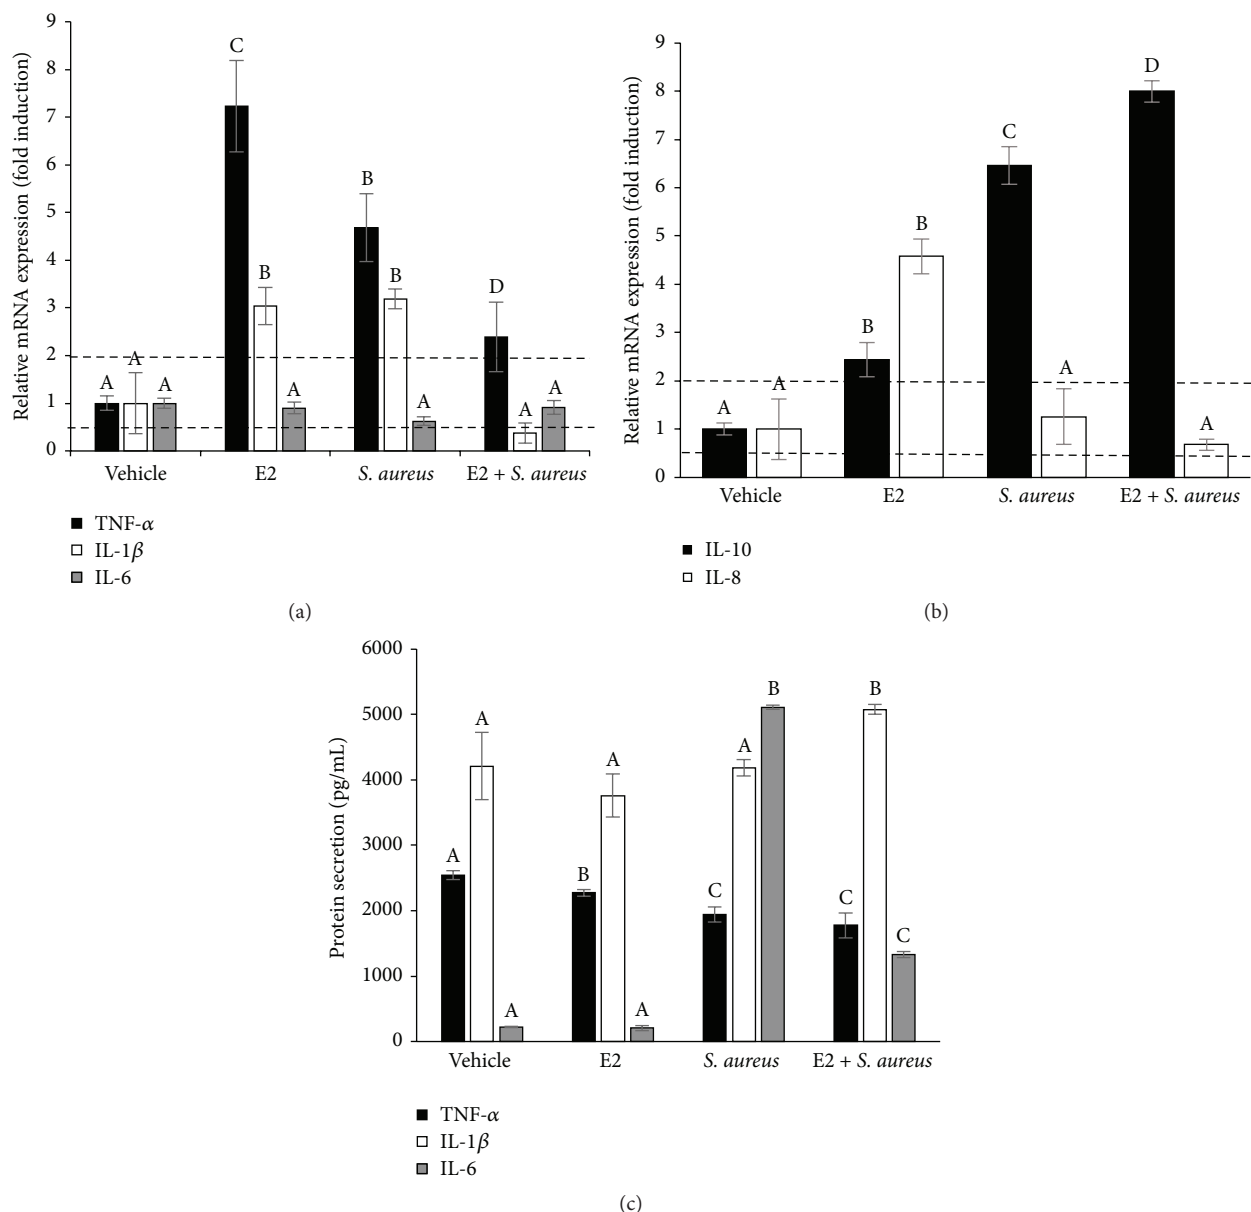 Relative mRNA expression (fold induction)
9
8
7
6
5
4
3
2
1
0
C
B
B
B
D
A
A
A
A
A
A
A
Vehicle
E2
S. aureus
E2 + S. aureus
TNF-α
IL-1β
IL-6
(a)
Relative mRNA expression (fold induction)
9
8
7
6
5
4
3
2
1
0
D
C
B
B
A
A
A
A
Vehicle
E2
S. aureus
E2 + S. aureus
IL-10
IL-8
(b)
Protein secretion (pg/mL)
6000
5000
4000
3000
2000
1000
0
A
A
A
B
A
A
C
A
B
C
B
C
Vehicle
E2
S. aureus
E2 + S. aureus
TNF-α
IL-1β
IL-6
(c)